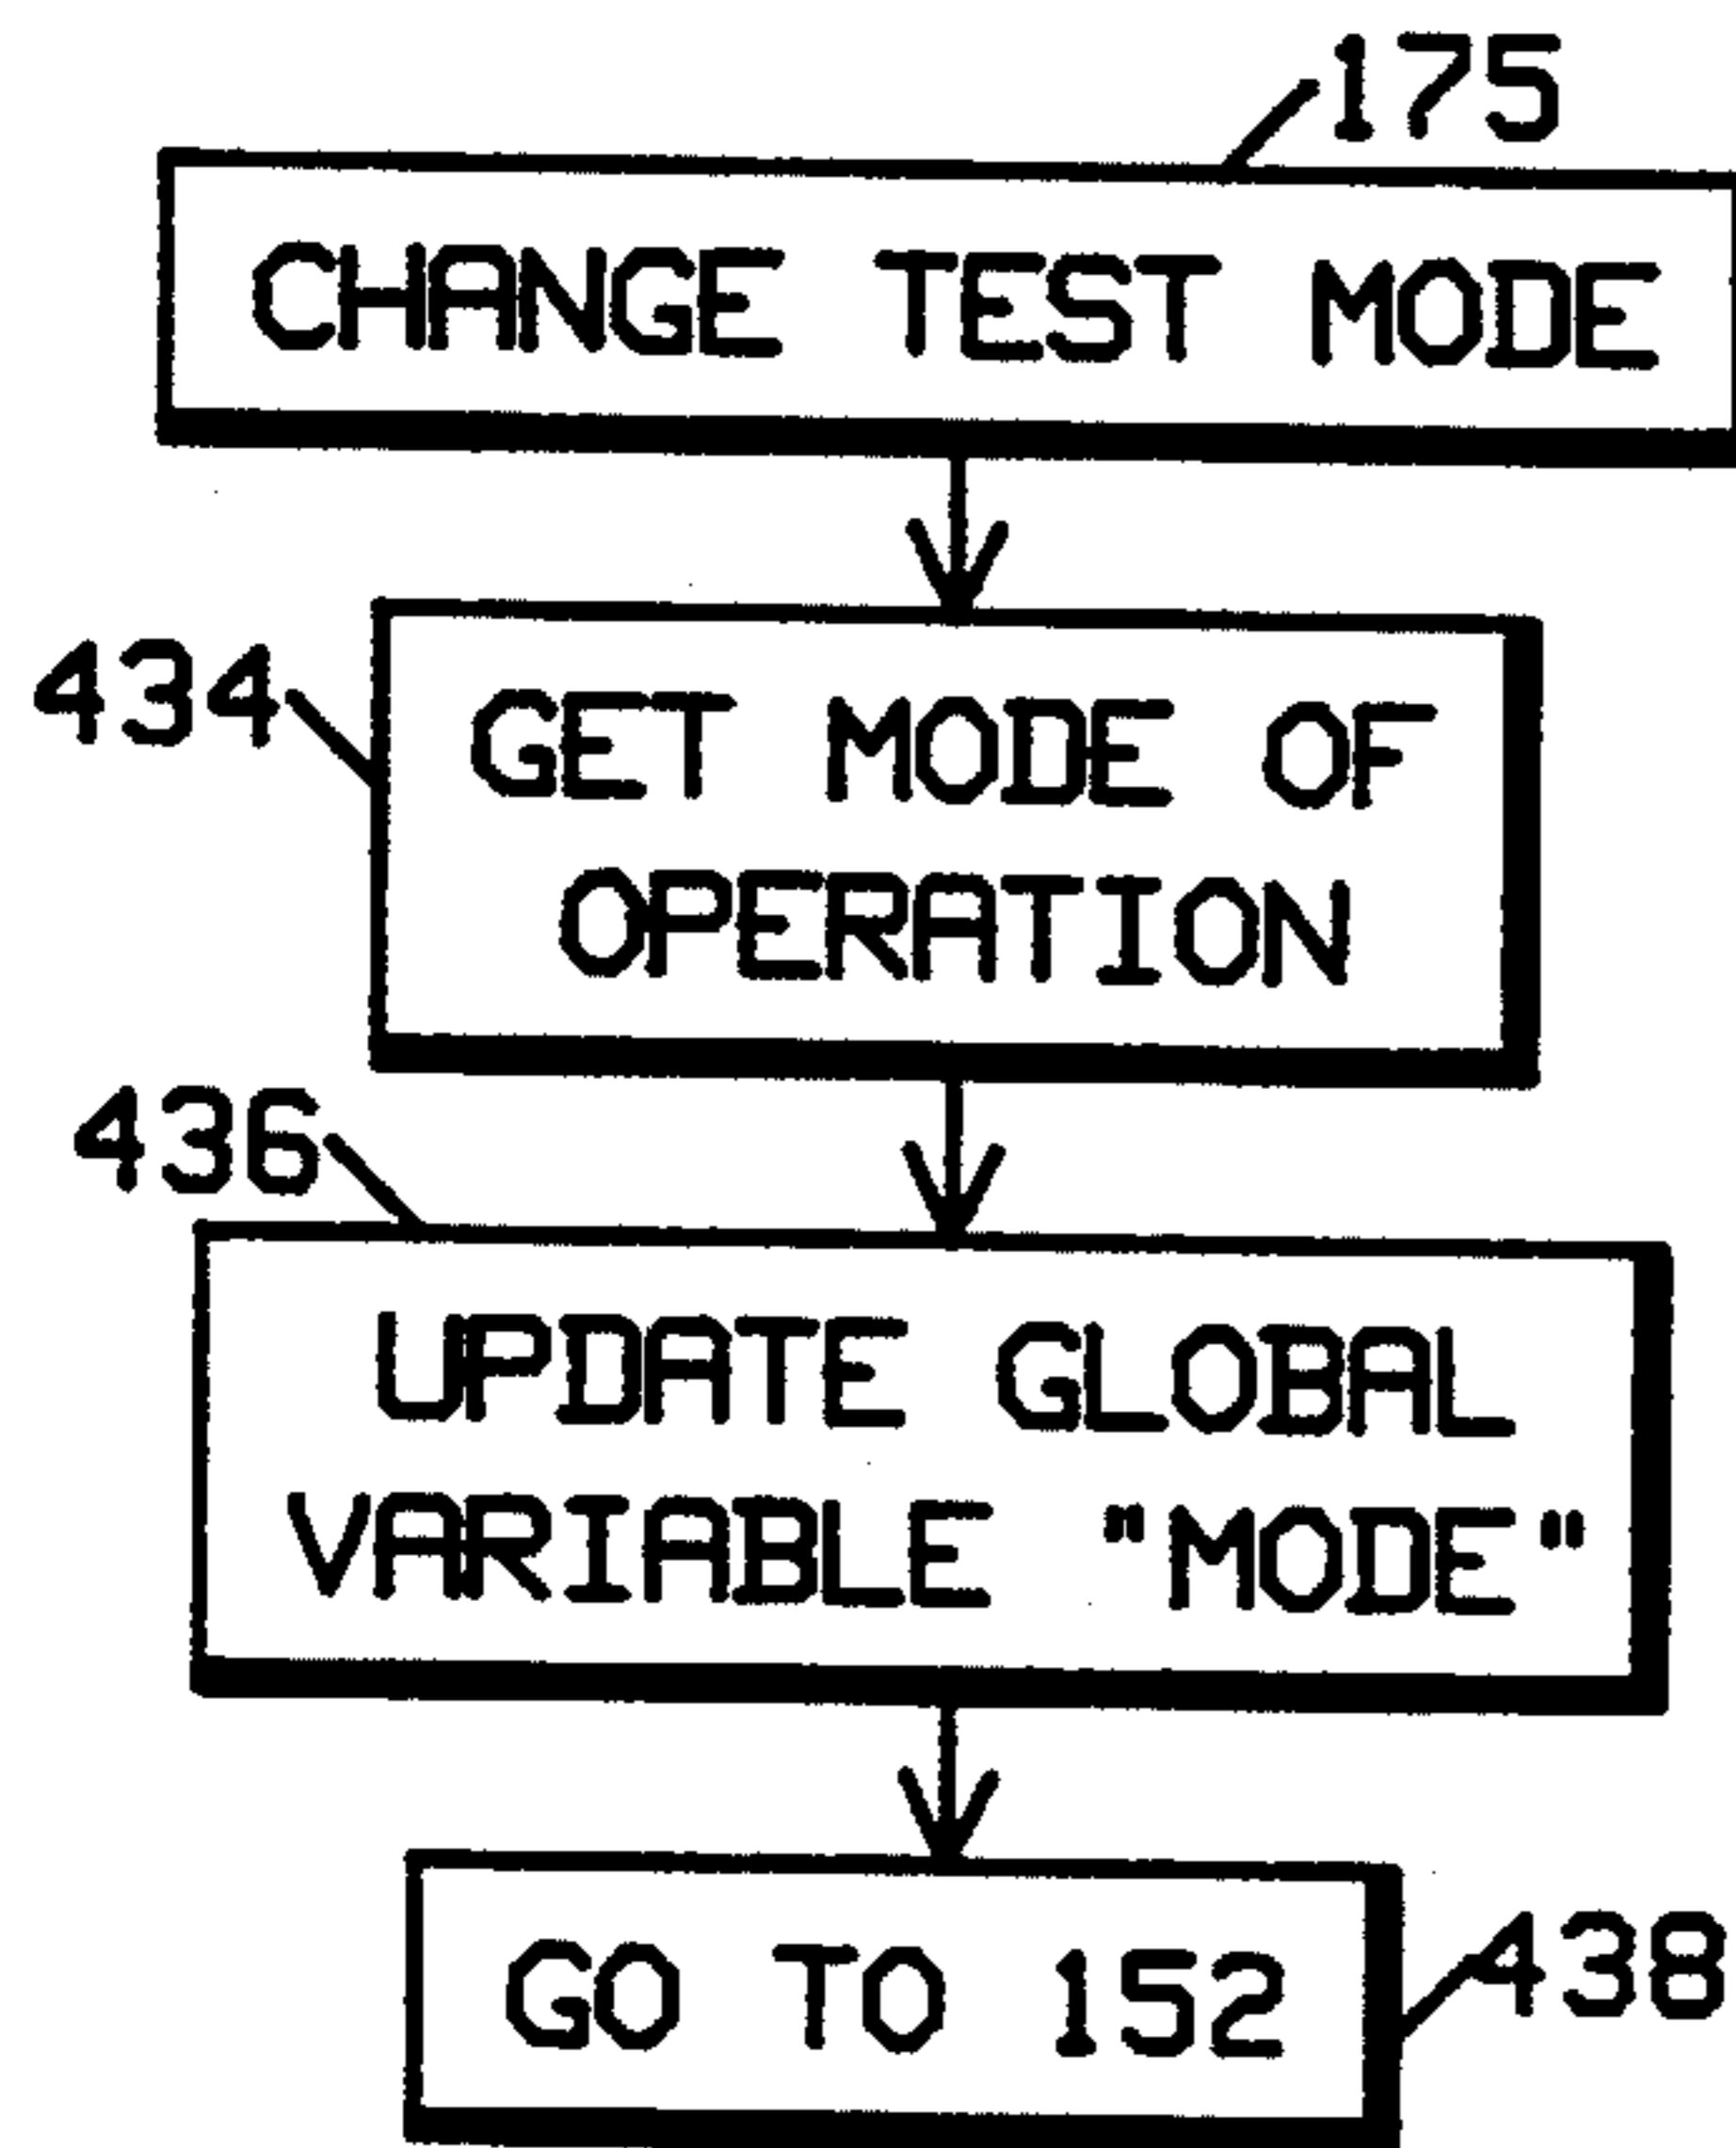 175
CHANGE TEST MODE
434
GET MODE OF
OPERATION
436
UPDATE GLOBAL
VARIABLE "MODE"
GO TO 152
438